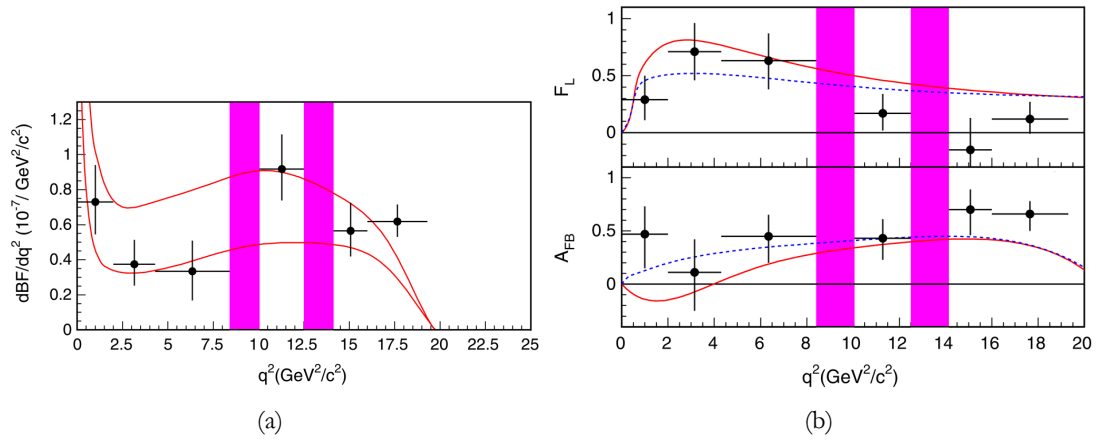 1.2
1
0.8
0.6
0.4
0.2
0
dBF/dq² (10⁻⁷/ GeV²/c²)
0 2.5 5 7.5 10 12.5 15 17.5 20 22.5 25
q²(GeV²/c²)
(a)
1
0.5
0
F_L
1
0.5
0
A_FB
0 2 4 6 8 10 12 14 16 18 20
q²(GeV²/c²)
(b)